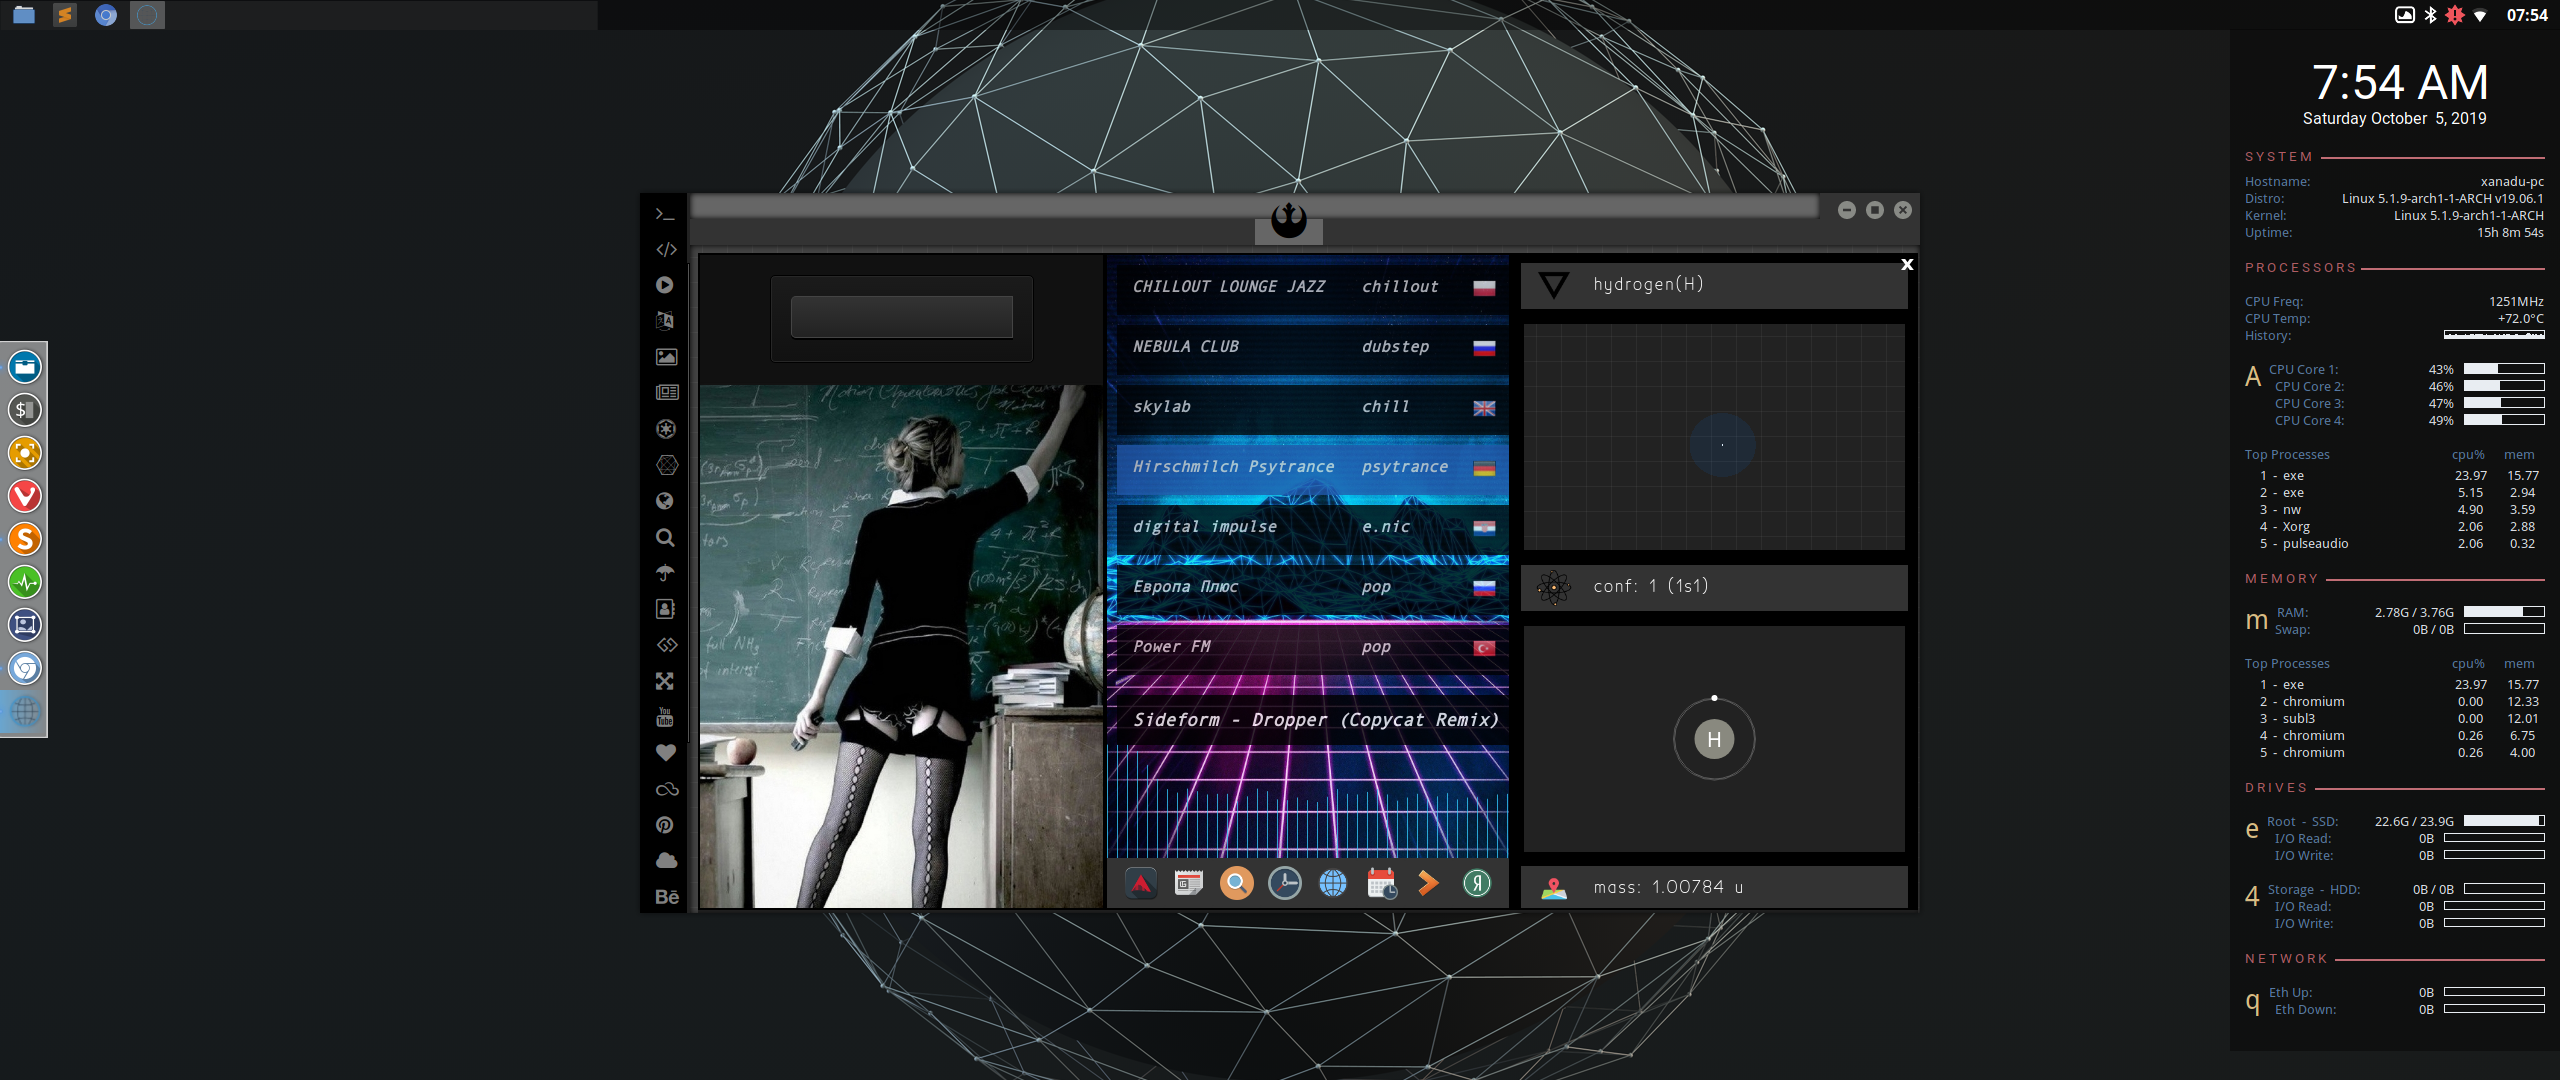 07:54
7:54 AM
Saturday October 5, 2019
SYSTEM
Hostname: xanadu-pc
Distro: Linux 5.1.9-arch1-1-ARCH v19.06.1
Kernel: Linux 5.1.9-arch1-1-ARCH
Uptime: 15h 8m 54s
PROCESSORS
CPU Freq: 1251MHz
CPU Temp: +72.0°C
History:
A CPU Core 1: 43%
CPU Core 2: 46%
CPU Core 3: 47%
CPU Core 4: 49%
Top Processes cpu% mem
1 - exe 23.97 15.77
2 - exe 5.15 2.94
3 - nw 4.90 3.59
4 - Xorg 2.06 2.88
5 - pulseaudio 2.06 0.32
MEMORY
m RAM: 2.78G / 3.76G
Swap: 0B / 0B
Top Processes cpu% mem
1 - exe 23.97 15.77
2 - chromium 0.00 12.33
3 - subl3 0.00 12.01
4 - chromium 0.26 6.75
5 - chromium 0.26 4.00
DRIVES
e Root - SSD: 22.6G / 23.9G
I/O Read: 0B
I/O Write: 0B
4 Storage - HDD: 0B / 0B
I/O Read: 0B
I/O Write: 0B
NETWORK
q Eth Up: 0B
Eth Down: 0B
You
Tube
Bē
CHILLOUT LOUNGE JAZZ chillout
NEBULA CLUB dubstep
skylab chill
Hirschmilch Psytrance psytrance
digital impulse e.nic
Европа Плюс pop
Power FM pop
Sideform - Dropper (Copycat Remix)
Я
x
hydrogen(H)
conf: 1 (1s1)
H
mass: 1.00784 u
Motion
of interest